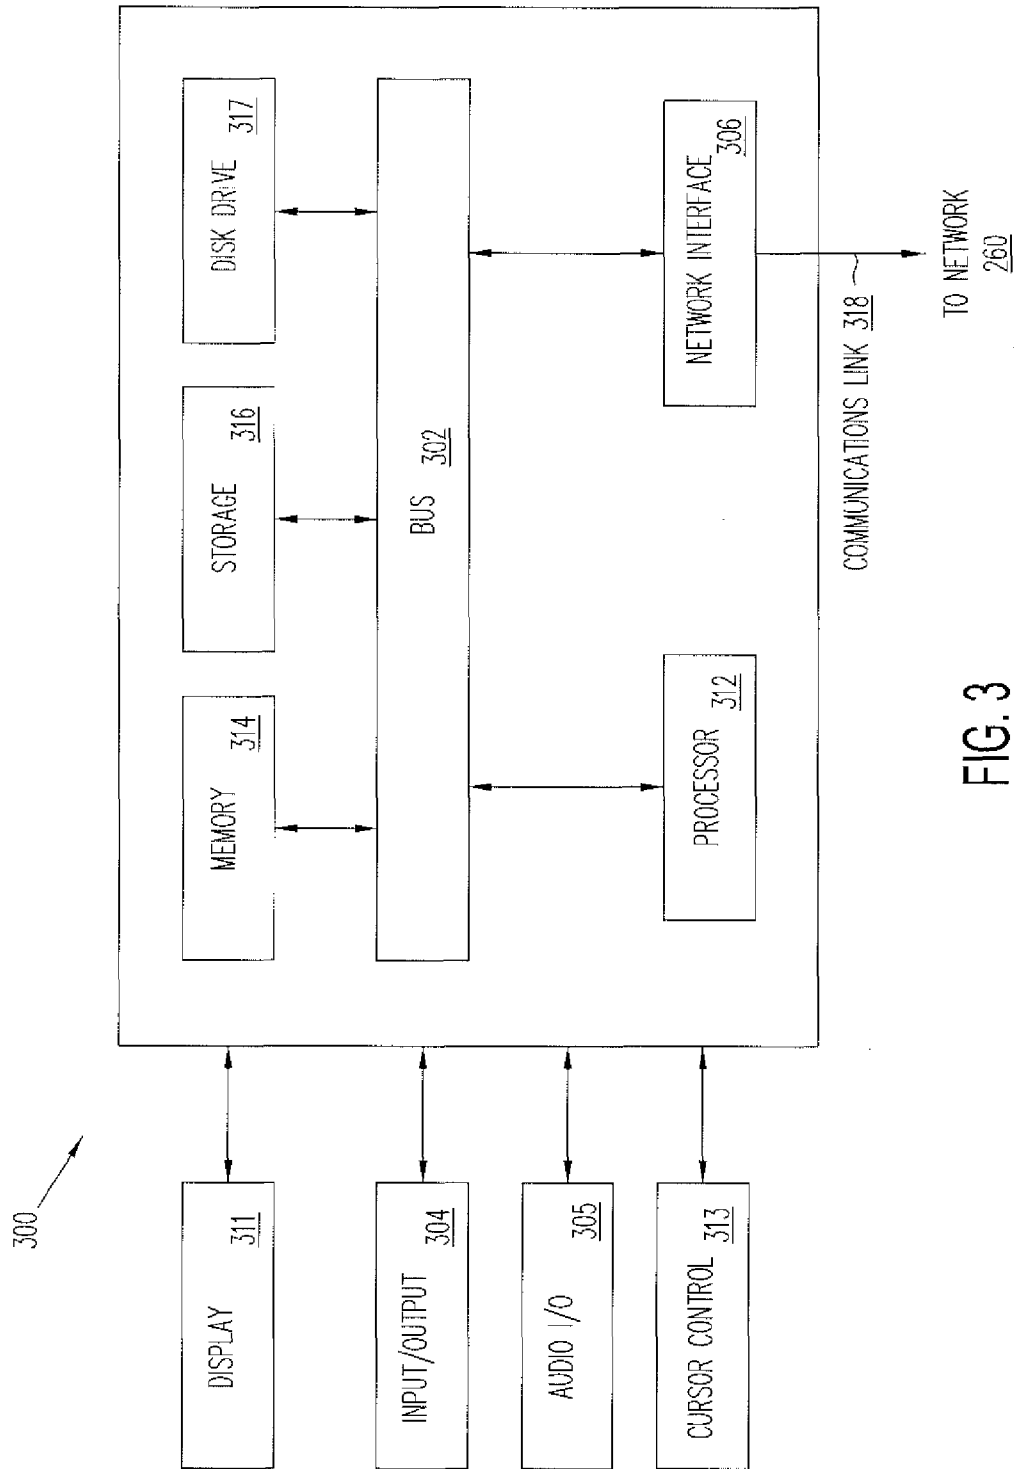 300
DISPLAY
311
INPUT/OUTPUT
304
AUDIO I/O
305
CURSOR CONTROL
313
MEMORY
314
STORAGE
316
DISK DRIVE
317
BUS
302
PROCESSOR
312
NETWORK INTERFACE
306
COMMUNICATIONS LINK 318
TO NETWORK
260
FIG. 3